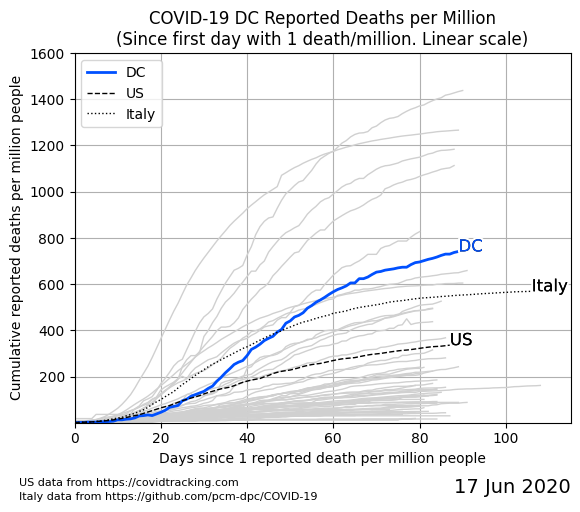 COVID-19 DC Reported Deaths per Million
(Since first day with 1 death/million. Linear scale)
Cumulative reported deaths per million people
1600
1400
1200
1000
800
600
400
200
DC
US
Italy
DC
Italy
US
0 20 40 60 80 100
Days since 1 reported death per million people
US data from https://covidtracking.com
Italy data from https://github.com/pcm-dpc/COVID-19
17 Jun 2020